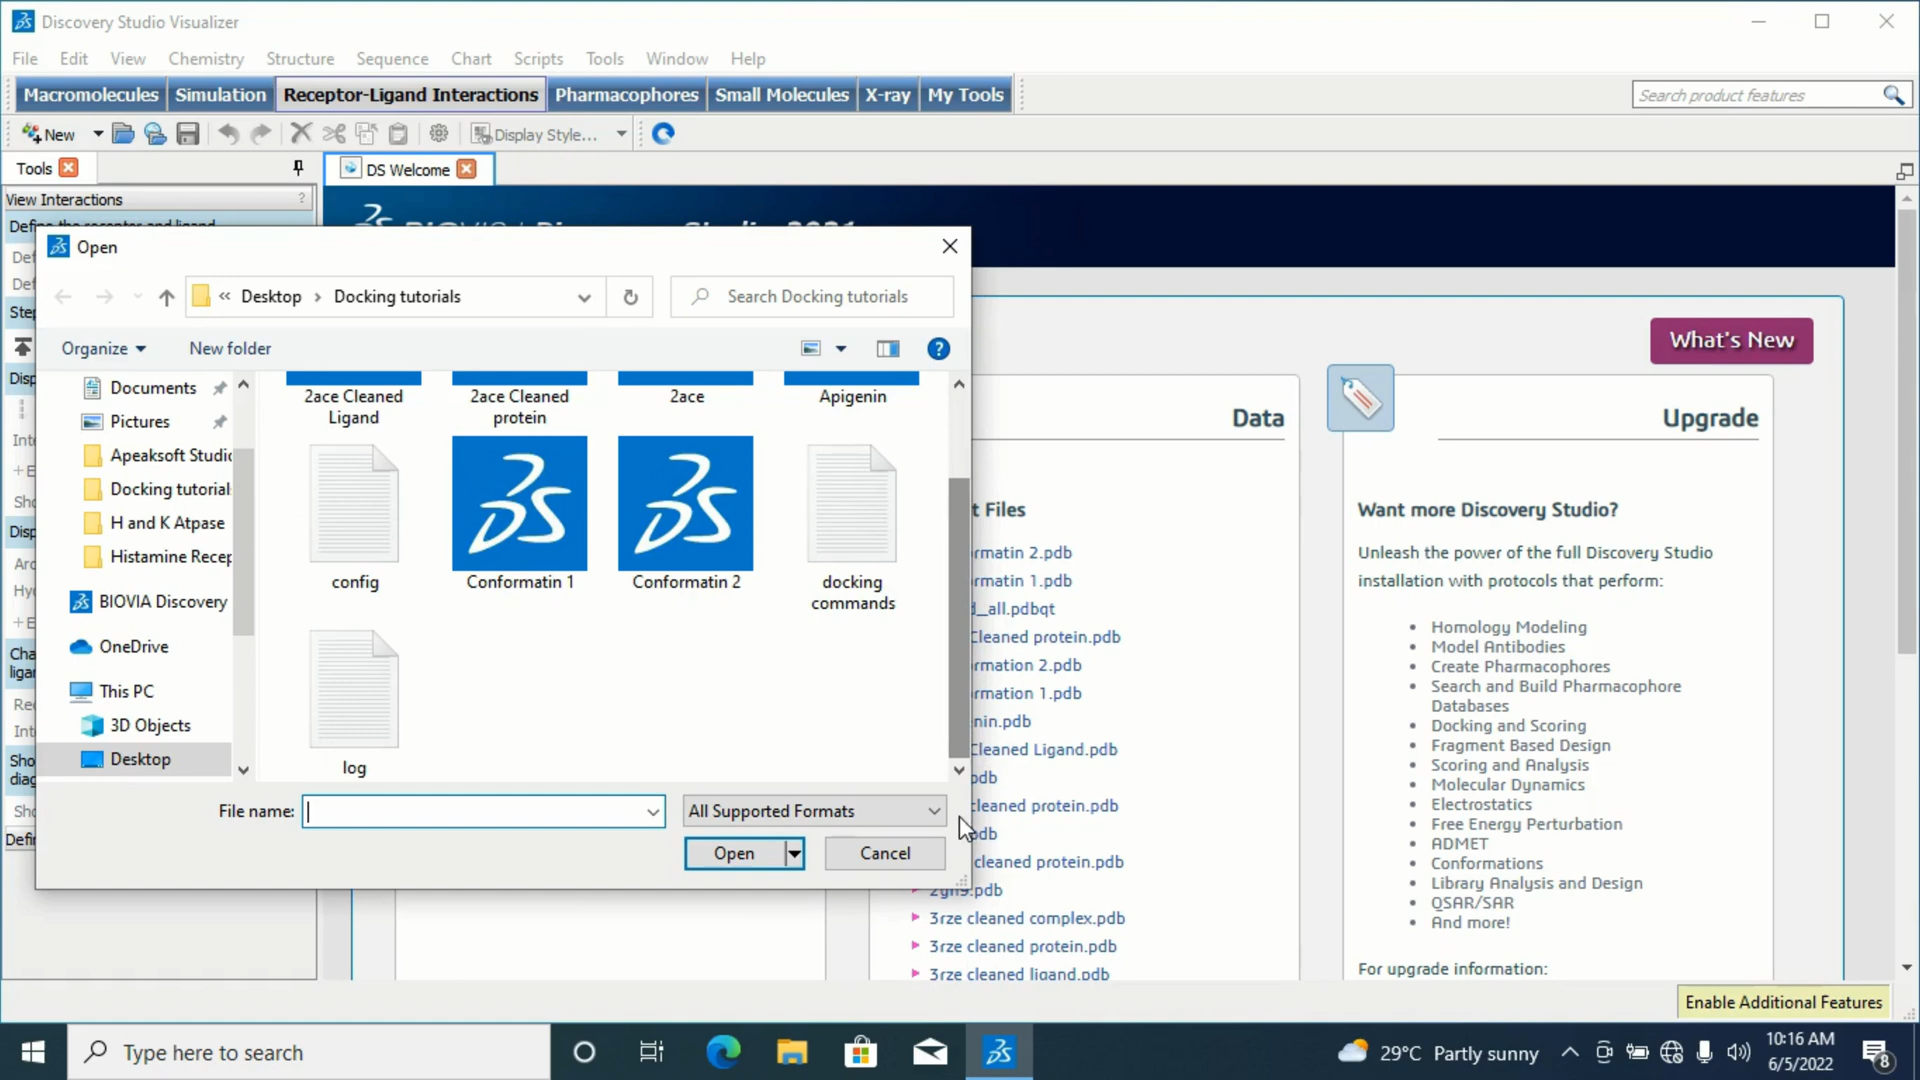 Discovery Studio Visualizer
File Edit View Chemistry Structure Sequence Chart Scripts Tools Window Help
Macromolecules Simulation Receptor-Ligand Interactions Pharmacophores Small Molecules X-ray My Tools
Search product features
New Display Style...
Tools DS Welcome
View Interactions ?
Open
« Desktop › Docking tutorials
Search Docking tutorials
Organize New folder
Documents
Pictures
Apeaksoft Studio
Docking tutorial
H and K Atpase
Histamine Recep
BIOVIA Discovery
OneDrive
This PC
3D Objects
Desktop
2ace Cleaned Ligand
2ace Cleaned protein
2ace
Apigenin
config
Conformatin 1
Conformatin 2
docking commands
log
File name:
All Supported Formats
Open Cancel
What's New
Data
t Files
rmatin 2.pdb
rmatin 1.pdb
d_all.pdbqt
Cleaned protein.pdb
rmation 2.pdb
rmation 1.pdb
nin.pdb
Cleaned Ligand.pdb
pdb
cleaned protein.pdb
pdb
cleaned protein.pdb
3rze cleaned complex.pdb
3rze cleaned protein.pdb
3rze cleaned ligand.pdb
Upgrade
Want more Discovery Studio?
Unleash the power of the full Discovery Studio
installation with protocols that perform:
Homology Modeling
Model Antibodies
Create Pharmacophores
Search and Build Pharmacophore
Databases
Docking and Scoring
Fragment Based Design
Scoring and Analysis
Molecular Dynamics
Electrostatics
Free Energy Perturbation
ADMET
Conformations
Library Analysis and Design
QSAR/SAR
And more!
For upgrade information:
Enable Additional Features
Type here to search
29°C Partly sunny
10:16 AM
6/5/2022
8